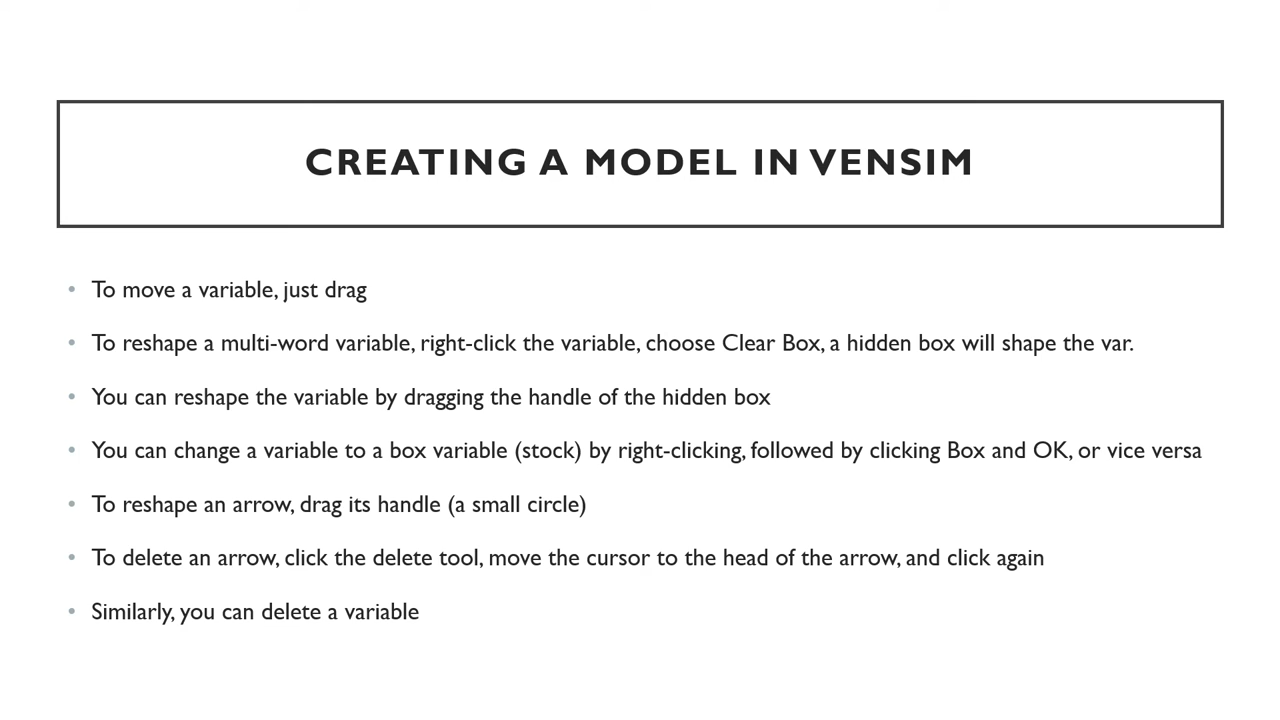 CREATING A MODEL IN VENSIM
• To move a variable, just drag
• To reshape a multi-word variable, right-click the variable, choose Clear Box, a hidden box will shape the var.
• You can reshape the variable by dragging the handle of the hidden box
• You can change a variable to a box variable (stock) by right-clicking, followed by clicking Box and OK, or vice versa
• To reshape an arrow, drag its handle (a small circle)
• To delete an arrow, click the delete tool, move the cursor to the head of the arrow, and click again
• Similarly, you can delete a variable